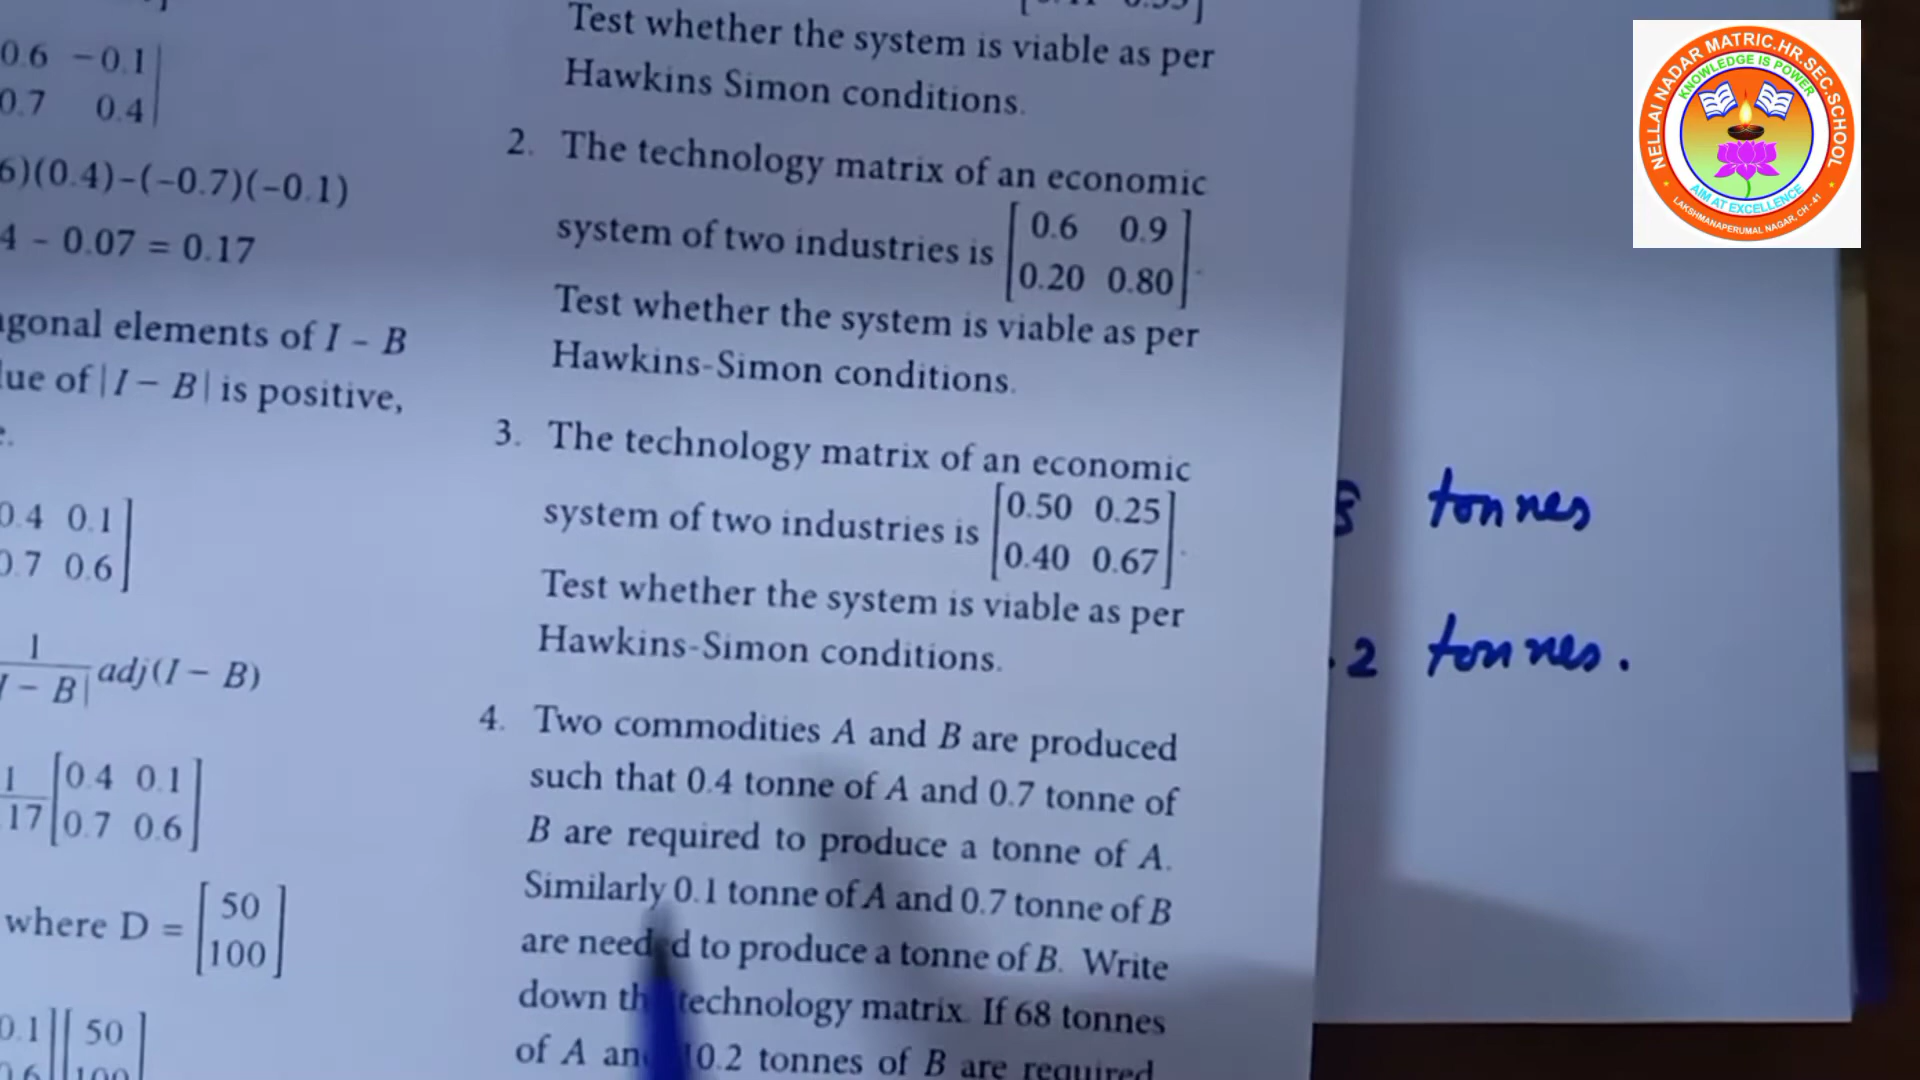 0.6 −0.1
0.7 0.4
6)(0.4)−(−0.7)(−0.1)
4 − 0.07 = 0.17
agonal elements of I − B
lue of |I − B| is positive,
0.4 0.1
0.7 0.6
1
I − B| adj(I − B)
1
17
0.4 0.1
0.7 0.6
where D =
50
100
0.1
50
0.6
100
Test whether the system is viable as per
Hawkins Simon conditions.
2. The technology matrix of an economic
system of two industries is
0.6 0.9
0.20 0.80
.
Test whether the system is viable as per
Hawkins-Simon conditions.
3. The technology matrix of an economic
system of two industries is
0.50 0.25
0.40 0.67
.
Test whether the system is viable as per
Hawkins-Simon conditions.
4. Two commodities A and B are produced
such that 0.4 tonne of A and 0.7 tonne of
B are required to produce a tonne of A.
Similarly 0.1 tonne of A and 0.7 tonne of B
are needed to produce a tonne of B. Write
down technology matrix. If 68 tonnes
of A 10.2 tonnes of B are required
8 tonnes
.2 tonnes.
NELLAI NADAR MATRIC.HR.SEC.SCHOOL
KNOWLEDGE IS POWER
AIM AT EXCELLENCE
LAKSHMANAPERUMAL NAGAR, CH - 41